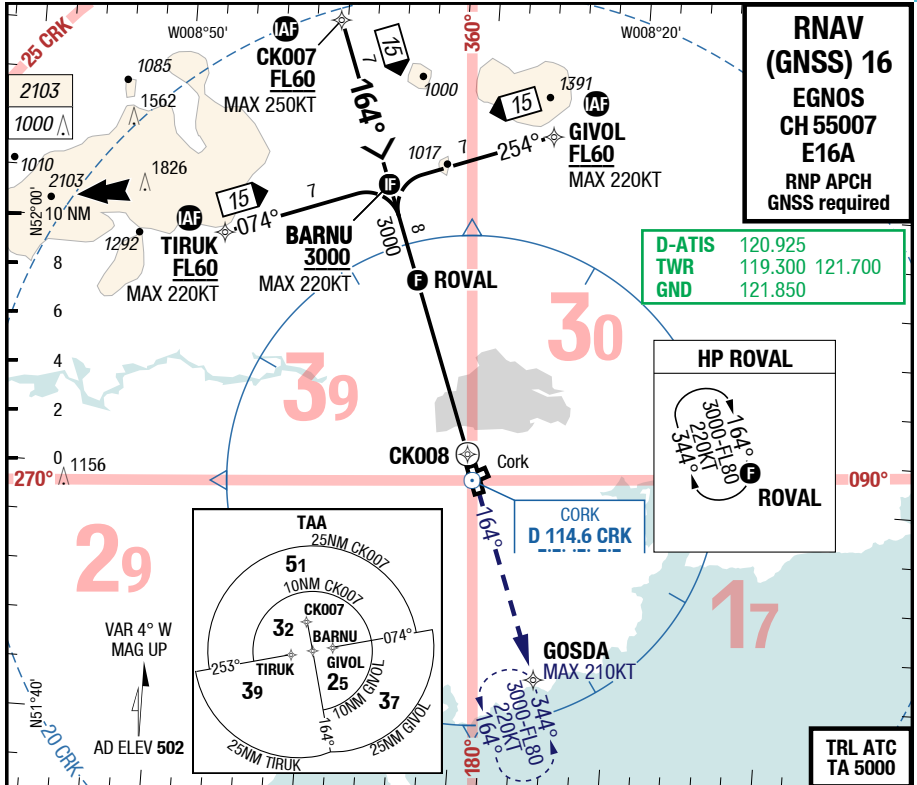 RNAV
(GNSS) 16
EGNOS
CH 55007
E16A
RNP APCH
GNSS required
D-ATIS 120.925
TWR 119.300 121.700
GND 121.850
25 CRK
W008°50'
360°
W008°20'
IAF
CK007
FL60
MAX 250KT
15
7
164°
1000
1391
15
IAF
GIVOL
FL60
MAX 220KT
254°
7
1017
2103
1000
1085
1562
1010
2103
1826
10 NM
N52°00'
1292
IAF
TIRUK
FL60
MAX 220KT
15
074°
7
IF
BARNU
3000
MAX 220KT
3000
8
F ROVAL
8
6
4
2
0
39
30
HP ROVAL
164°
3000-FL80
220KT
344°
F
ROVAL
CK008
Cork
1156
270°
090°
CORK
D 114.6 CRK
29
17
TAA
25NM CK007
51
10NM CK007
CK007
32
BARNU
074°
253°
TIRUK
GIVOL
39
25
37
10NM GIVOL
164°
25NM TIRUK
25NM GIVOL
164°
GOSDA
MAX 210KT
344°
3000-FL80
220KT
164°
VAR 4° W
MAG UP
N51°40'
AD ELEV 502
20 CRK
180°
TRL ATC
TA 5000